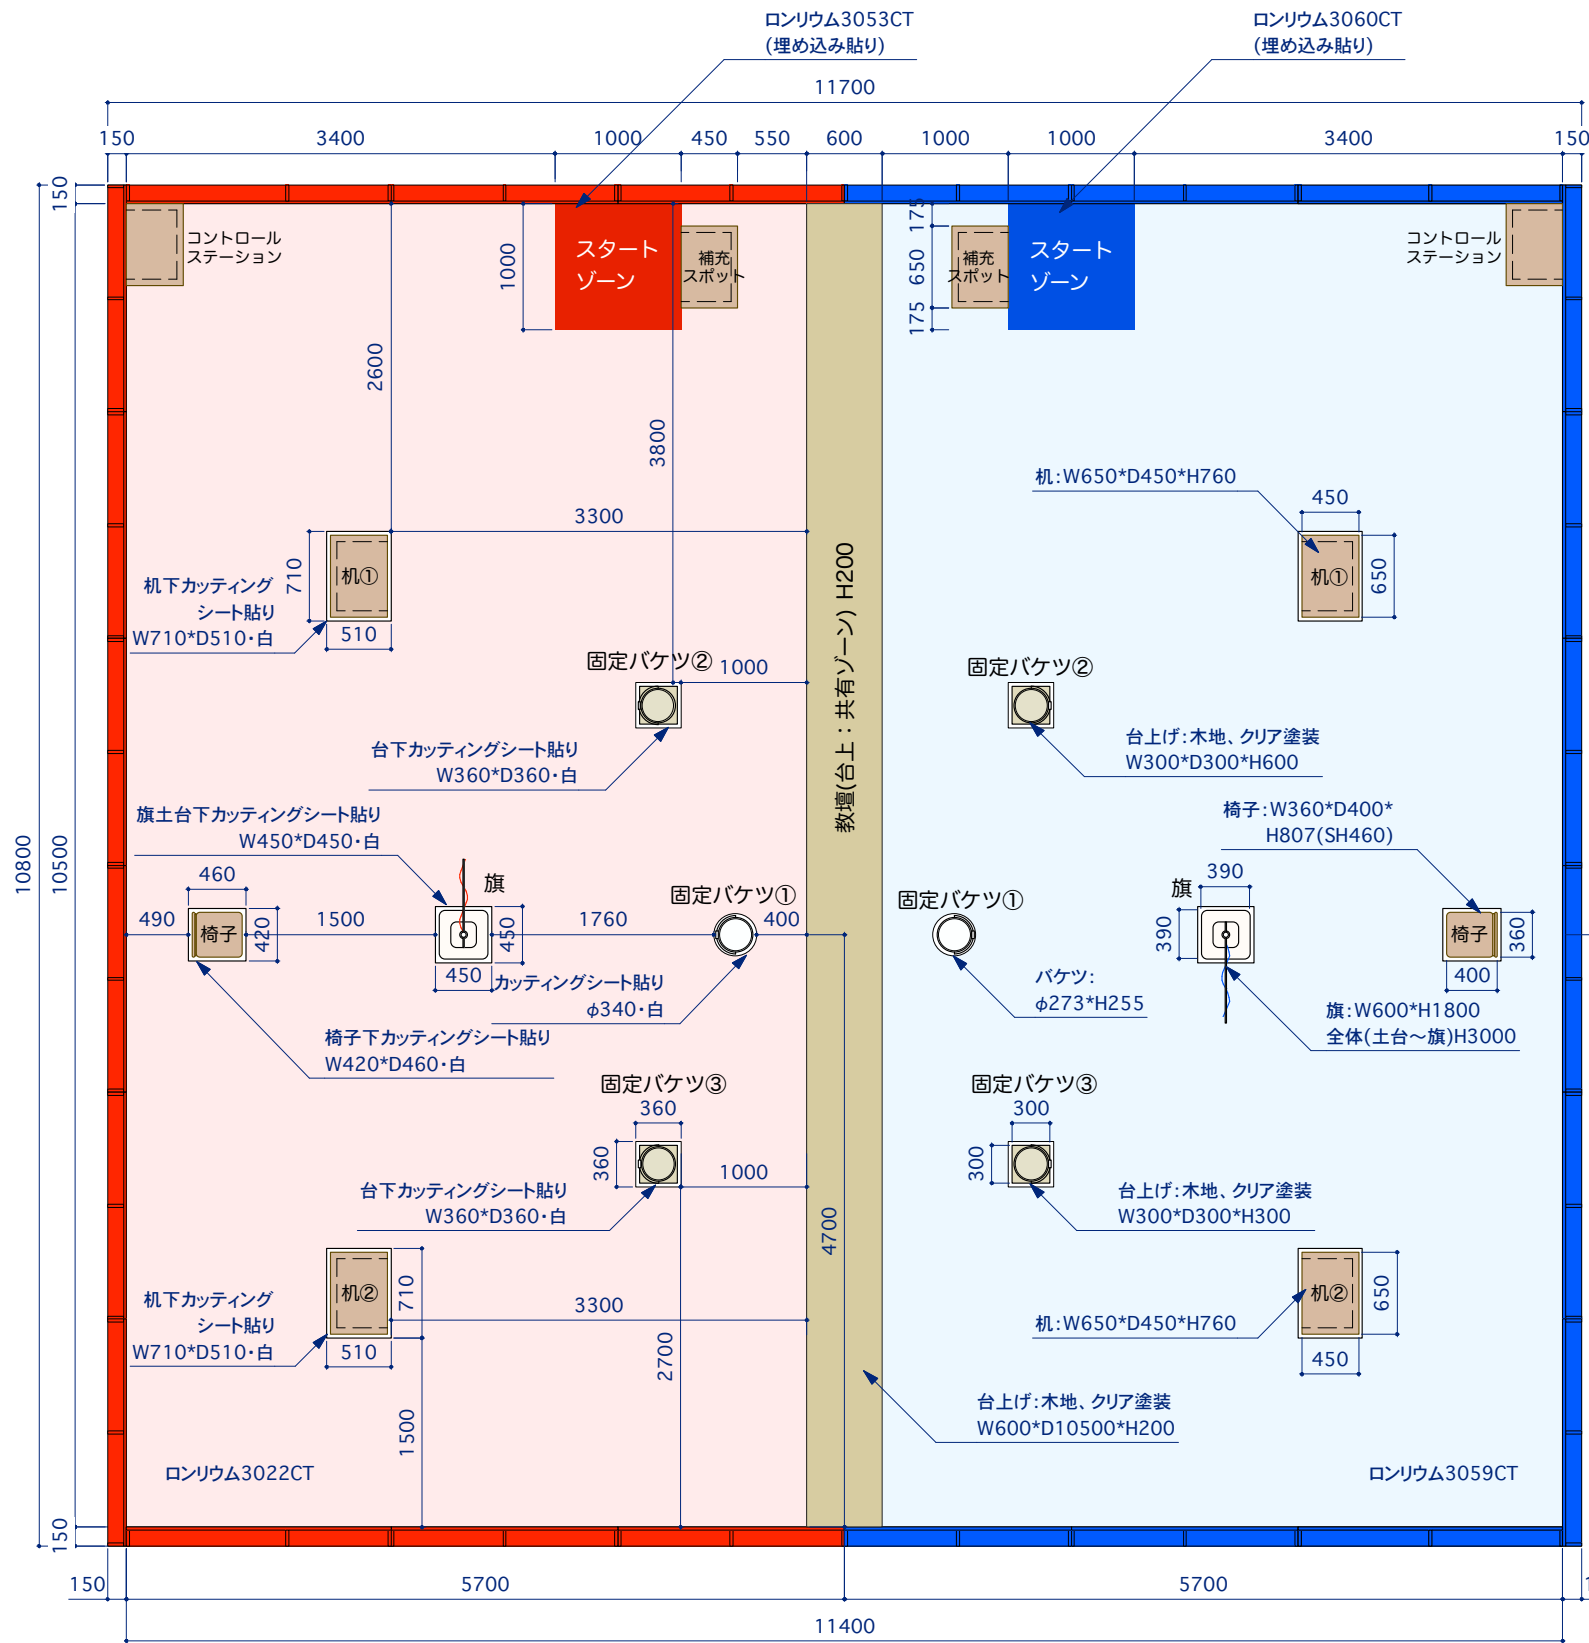 ロンリウム3053CT
(埋め込み貼り)
ロンリウム3060CT
(埋め込み貼り)
11700
150
3400
1000
450
550
600
1000
1000
3400
150
150
コントロール
ステーション
1000
スタート
ゾーン
補充
スポット
175
650
175
補充
スポット
スタート
ゾーン
コントロール
ステーション
2600
3800
机:W650*D450*H760
450
3300
710
机①
机①
650
机下カッティング
シート貼り
W710*D510・白
510
教壇(台上：共有ゾーン) H200
固定バケツ②
1000
固定バケツ②
台下カッティングシート貼り
W360*D360・白
台上げ:木地、クリア塗装
W300*D300*H600
旗土台下カッティングシート貼り
W450*D450・白
椅子:W360*D400*
H807(SH460)
10800
10500
460
旗
固定バケツ①
固定バケツ①
旗
390
490
椅子
420
1500
450
1760
400
390
椅子
360
450
400
カッティングシート貼り
φ340・白
バケツ:
φ273*H255
旗:W600*H1800
全体(土台～旗)H3000
椅子下カッティングシート貼り
W420*D460・白
固定バケツ③
固定バケツ③
360
300
360
1000
300
台下カッティングシート貼り
W360*D360・白
台上げ:木地、クリア塗装
W300*D300*H300
4700
机下カッティング
シート貼り
W710*D510・白
机②
710
510
3300
机②
650
机:W650*D450*H760
450
2700
1500
台上げ:木地、クリア塗装
W600*D10500*H200
ロンリウム3022CT
ロンリウム3059CT
150
150
5700
5700
11400